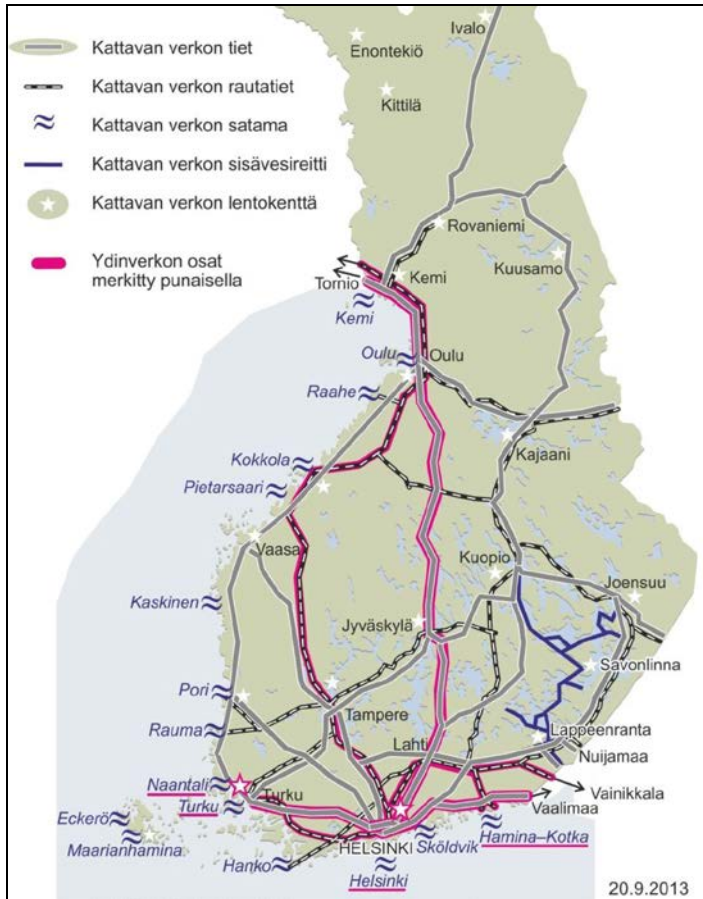 Kattavan verkon tiet
Kattavan verkon rautatiet
Kattavan verkon satama
Kattavan verkon sisävesireitti
Kattavan verkon lentokenttä
Ydinverkon osat
merkitty punaisella
Ivalo
Enontekiö
Kittilä
Rovaniemi
Kuusamo
Kemi
Tornio
Kemi
Oulu
Oulu
Raahe
Kajaani
Kokkola
Pietarsaari
Vaasa
Kuopio
Joensuu
Kaskinen
Jyväskylä
Savonlinna
Pori
Tampere
Rauma
Lappeenranta
Lahti
Nuijamaa
Naantali
Turku
Vainikkala
Turku
Vaalimaa
Eckerö
Maarianhamina
HELSINKI
Sköldvik
Hamina–Kotka
Hanko
Helsinki
20.9.2013